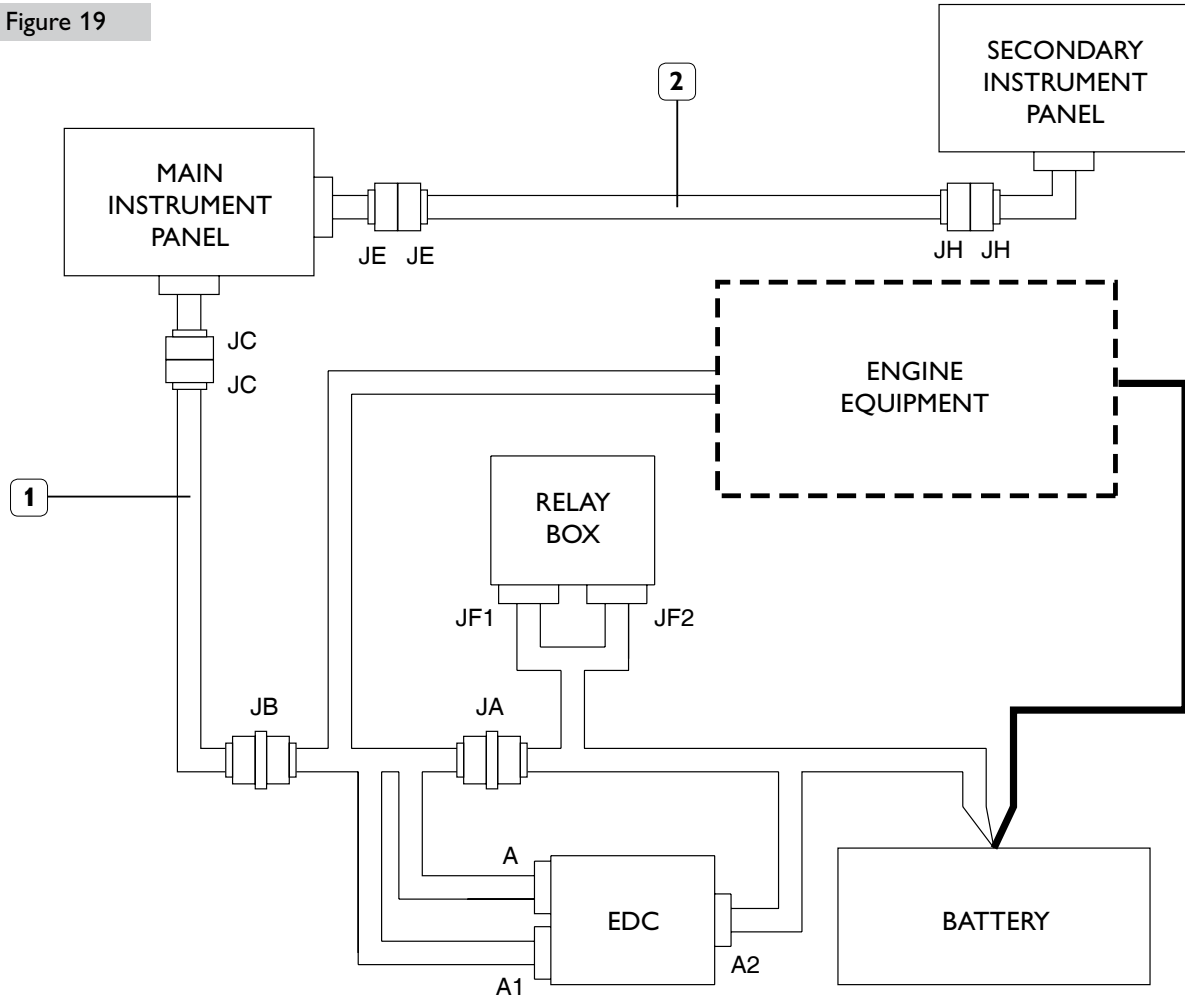 Figure 19
SECONDARY
INSTRUMENT
PANEL
2
MAIN
INSTRUMENT
PANEL
JE JE
JH JH
JC
JC
ENGINE
EQUIPMENT
1
RELAY
BOX
JF1
JF2
JB
JA
A
EDC
BATTERY
A2
A1